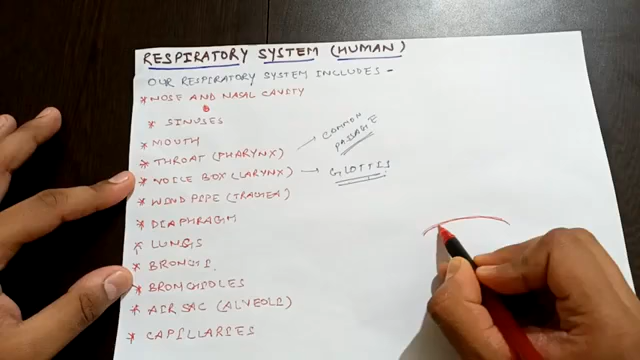 RESPIRATORY SYSTEM (HUMAN)
OUR RESPIRATORY SYSTEM INCLUDES -
* NOSE AND NASAL CAVITY
* SINUSES
* MOUTH
* THROAT (PHARYNX) → COMMON PASSAGE
* VOICE BOX (LARYNX) → GLOTTIS
* WIND PIPE (TRACHEA)
* DIAPHRAGM
* LUNGS
* BRONCHI
* BRONCHIOLES
* AIR SAC (ALVEOLI)
* CAPILLARIES